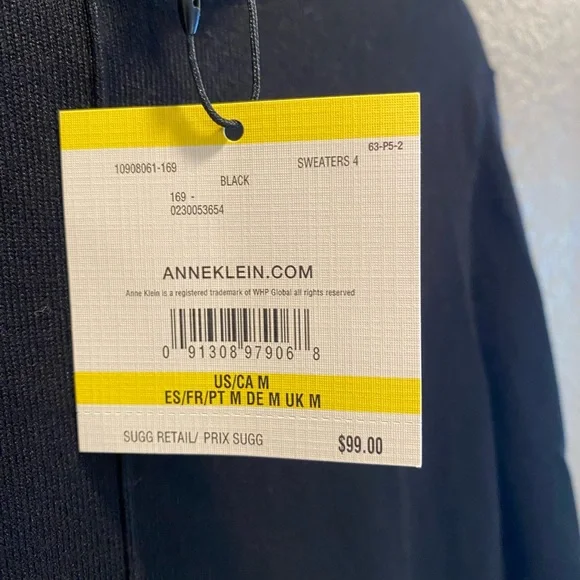 63-P5-2
10908061-169 SWEATERS 4
BLACK
169 -
0230053654
ANNEKLEIN.COM
Anne Klein is a registered trademark of WHP Global all rights reserved
0 91308 97906 8
US/CA M
ES/FR/PT M DE M UK M
SUGG RETAIL/ PRIX SUGG $99.00